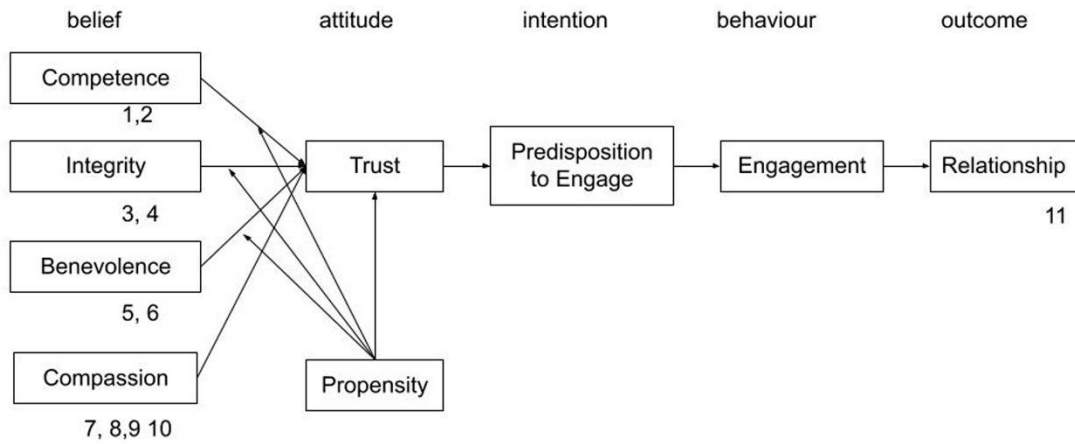 belief
attitude
intention
behaviour
outcome
Competence
1,2
Integrity
3, 4
Benevolence
5, 6
Compassion
7, 8,9 10
Trust
Propensity
Predisposition
to Engage
Engagement
Relationship
11